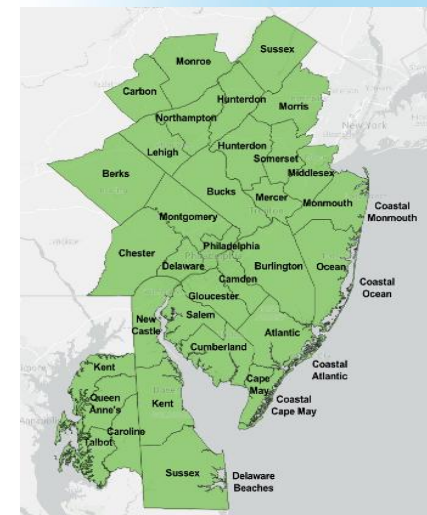 Sussex
Monroe
Carbon
Hunterdon
Morris
Northampton
New York
Lehigh
Hunterdon
Somerset
Berks
Middlesex
Bucks
Mercer
Monmouth
Coastal
Monmouth
Montgomery
Chester
Philadelphia
Delaware
Camden
Burlington
Ocean
Coastal
Ocean
Gloucester
New
Castle
Salem
Atlantic
Cumberland
Coastal
Atlantic
Kent
Cape
May
Coastal
Cape May
Queen
Anne's
Kent
Caroline
Talbot
Sussex
Delaware
Beaches